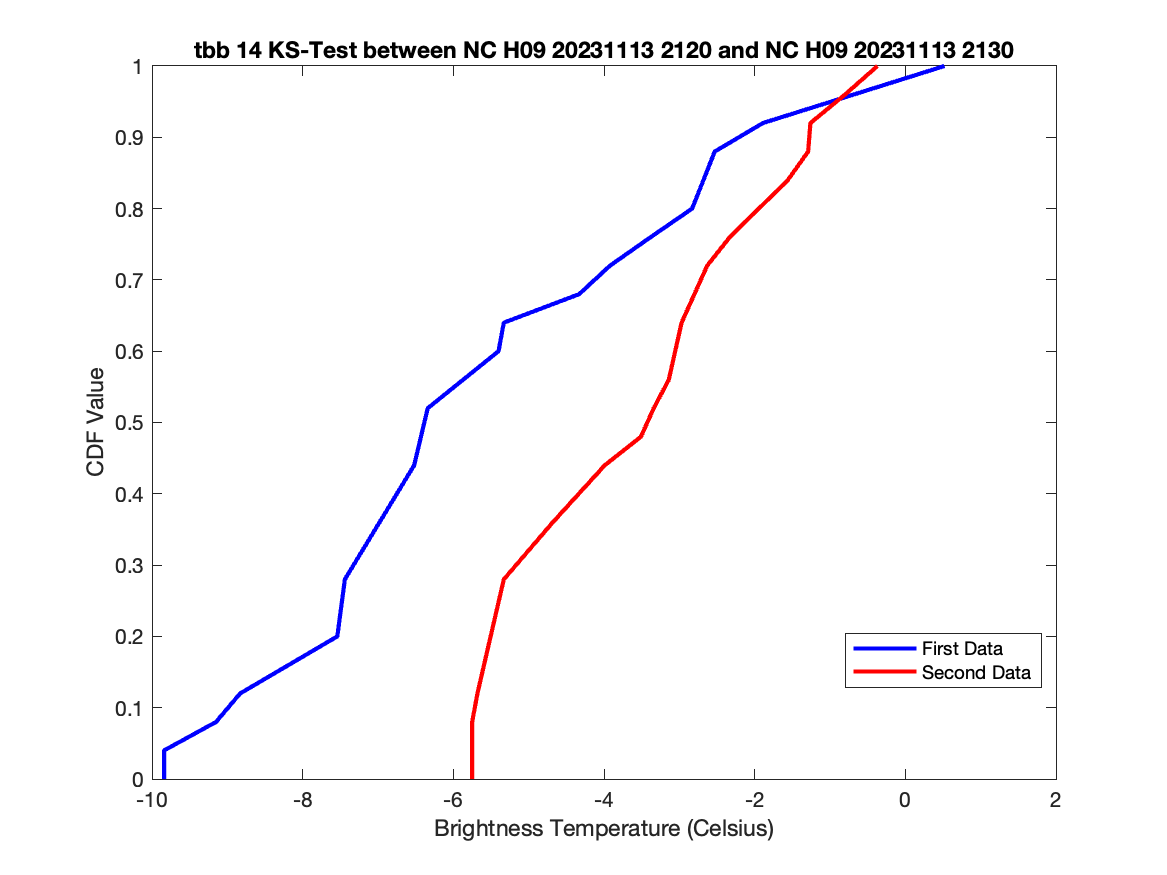 tbb 14 KS-Test between NC H09 20231113 2120 and NC H09 20231113 2130
1
0.9
0.8
0.7
0.6
0.5
0.4
0.3
0.2
0.1
0
CDF Value
First Data
Second Data
-10 -8 -6 -4 -2 0 2
Brightness Temperature (Celsius)